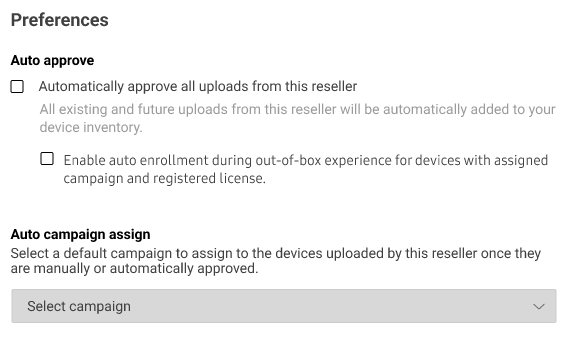 Preferences
Auto approve
Automatically approve all uploads from this reseller
All existing and future uploads from this reseller will be automatically added to your
device inventory.
Enable auto enrollment during out-of-box experience for devices with assigned
campaign and registered license.
Auto campaign assign
Select a default campaign to assign to the devices uploaded by this reseller once they
are manually or automatically approved.
Select campaign